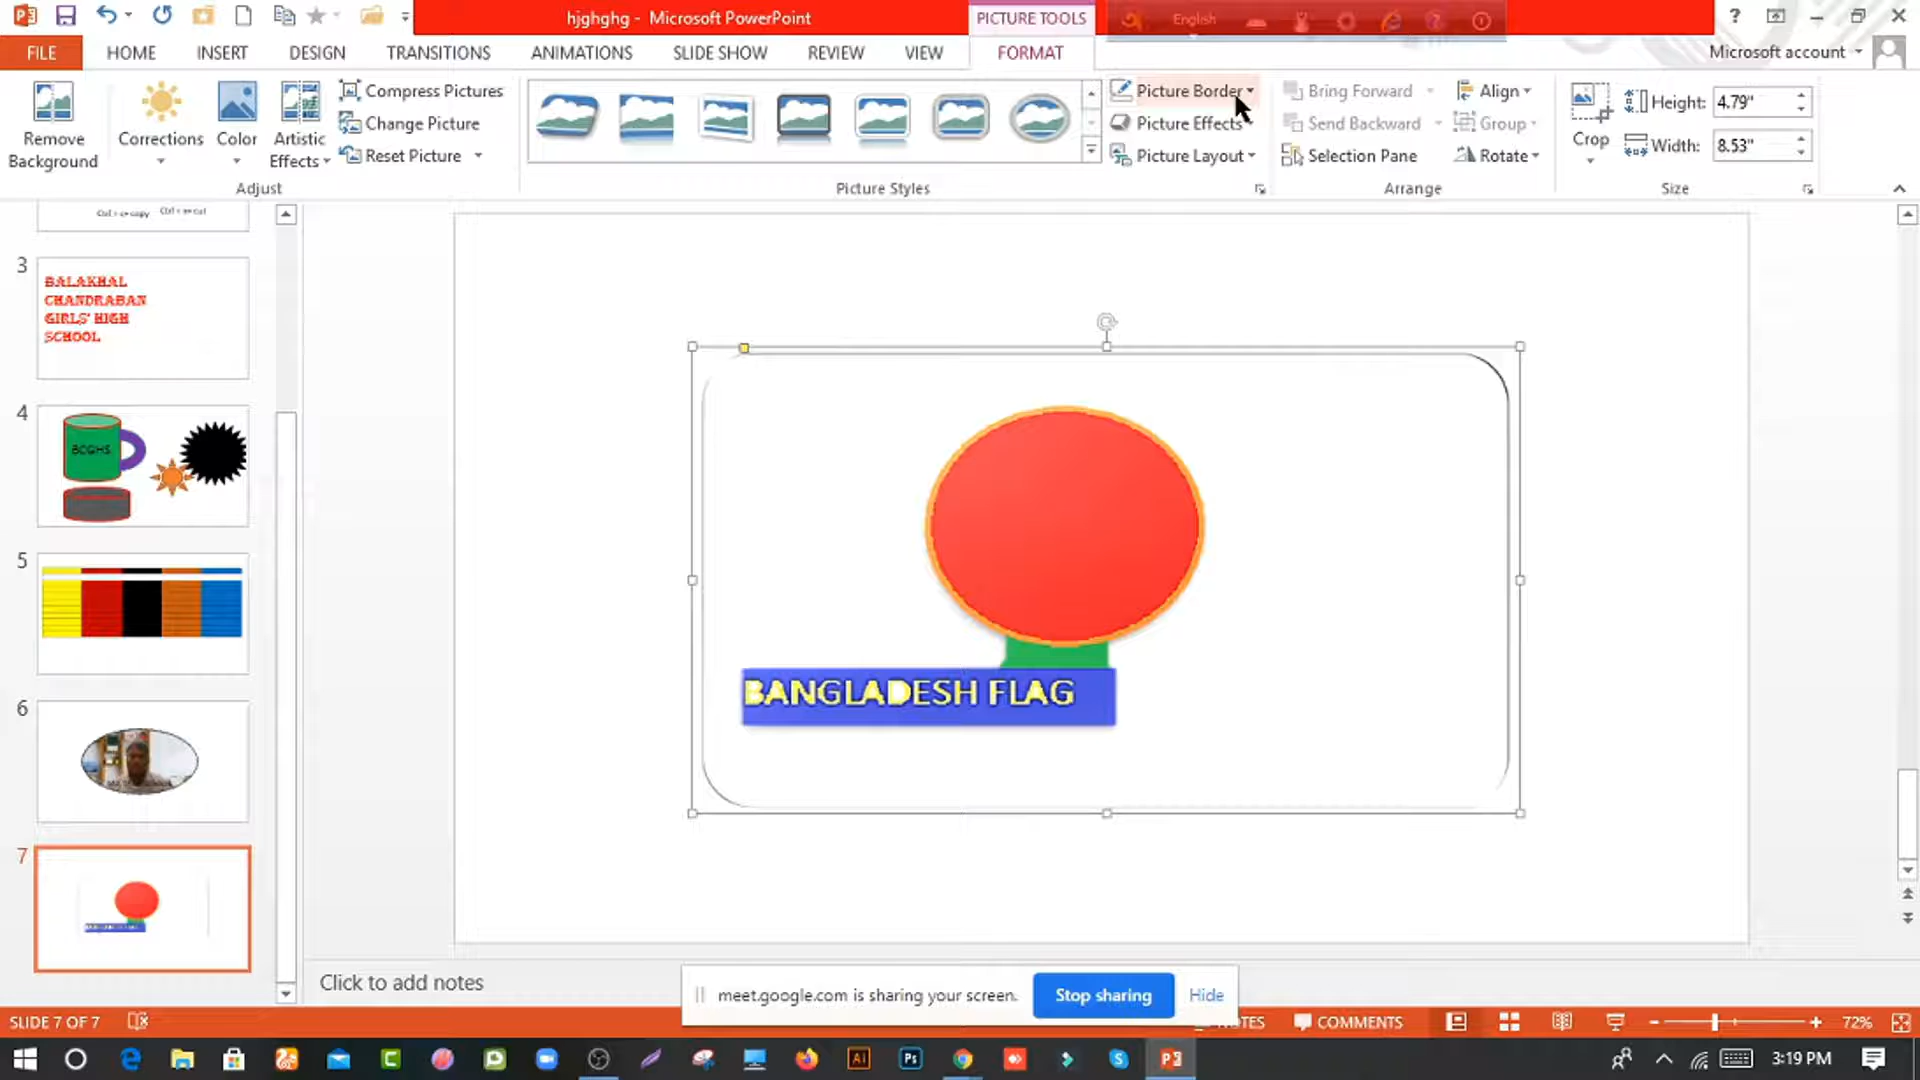 hjghghg - Microsoft PowerPoint
PICTURE TOOLS
English
?
FILE
HOME
INSERT
DESIGN
TRANSITIONS
ANIMATIONS
SLIDE SHOW
REVIEW
VIEW
FORMAT
Microsoft account
Remove
Background
Corrections
Color
Artistic
Effects
Compress Pictures
Change Picture
Reset Picture
Adjust
Picture Styles
Picture Border
Picture Effects
Picture Layout
Bring Forward
Send Backward
Selection Pane
Align
Group
Rotate
Arrange
Crop
Height: 4.79"
Width: 8.53"
Size
3
BALAKHAL
CHANDRABAN
GIRLS' HIGH
SCHOOL
4
BCGHS
5
6
7
BANGLADESH FLAG
Click to add notes
meet.google.com is sharing your screen.
Stop sharing
Hide
SLIDE 7 OF 7
NOTES
COMMENTS
72%
Ai
Ps
3:19 PM